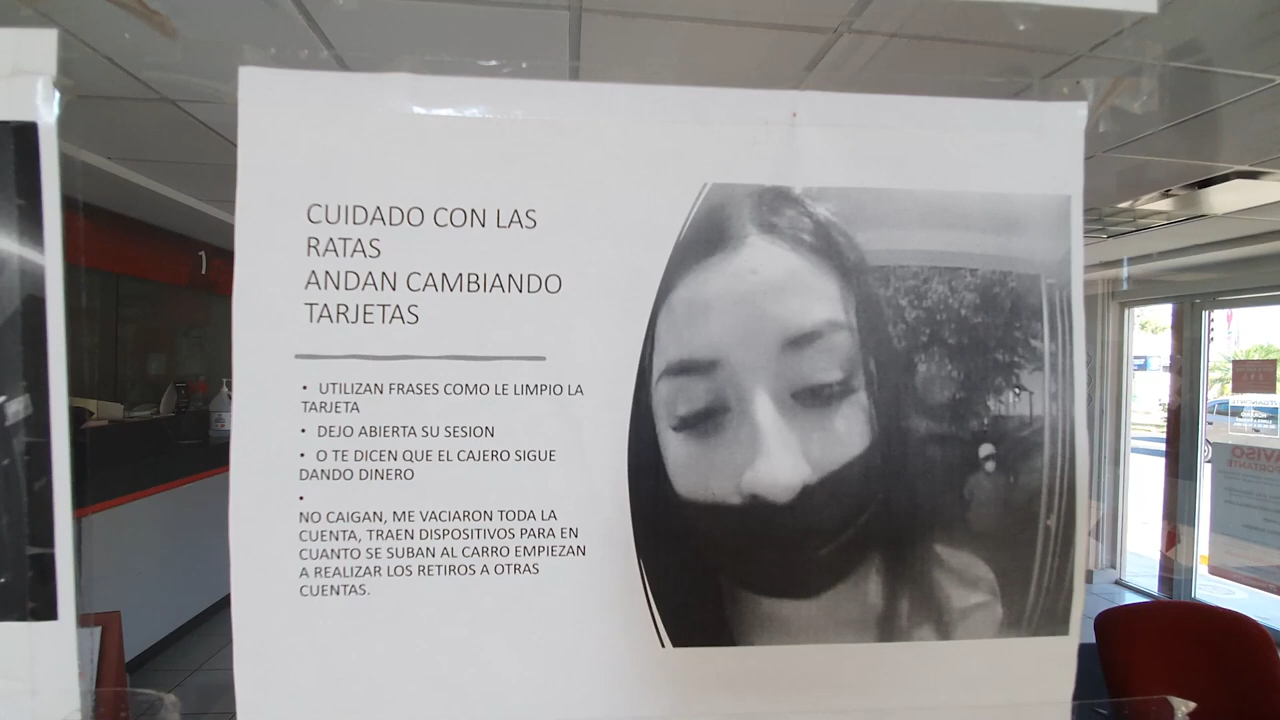 CUIDADO CON LAS
RATAS
ANDAN CAMBIANDO
TARJETAS
• UTILIZAN FRASES COMO LE LIMPIO LA
TARJETA
• DEJO ABIERTA SU SESION
• O TE DICEN QUE EL CAJERO SIGUE
DANDO DINERO
•
NO CAIGAN, ME VACIARON TODA LA
CUENTA, TRAEN DISPOSITIVOS PARA EN
CUANTO SE SUBAN AL CARRO EMPIEZAN
A REALIZAR LOS RETIROS A OTRAS
CUENTAS.
1
AVISO